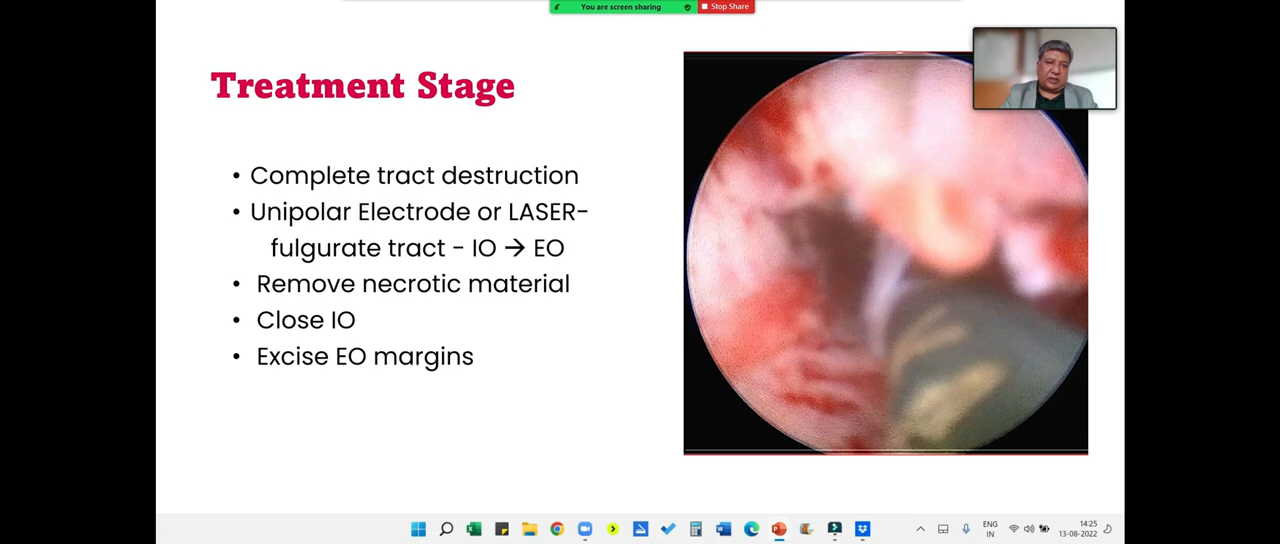 You are screen sharing
Stop Share
Treatment Stage
• Complete tract destruction
• Unipolar Electrode or LASER-
fulgurate tract - IO → EO
• Remove necrotic material
• Close IO
• Excise EO margins
ENG
IN
14:25
13-08-2022